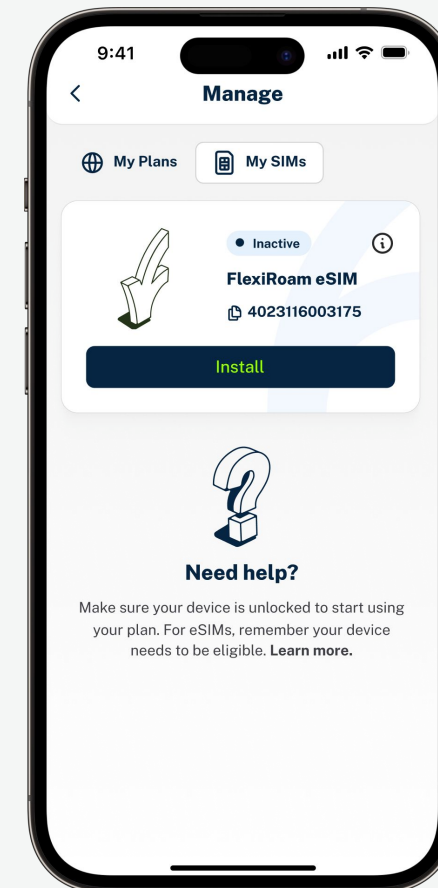 9:41
Manage
My Plans
My SIMs
Inactive
FlexiRoam eSIM
4023116003175
Install
Need help?
Make sure your device is unlocked to start using
your plan. For eSIMs, remember your device
needs to be eligible. Learn more.